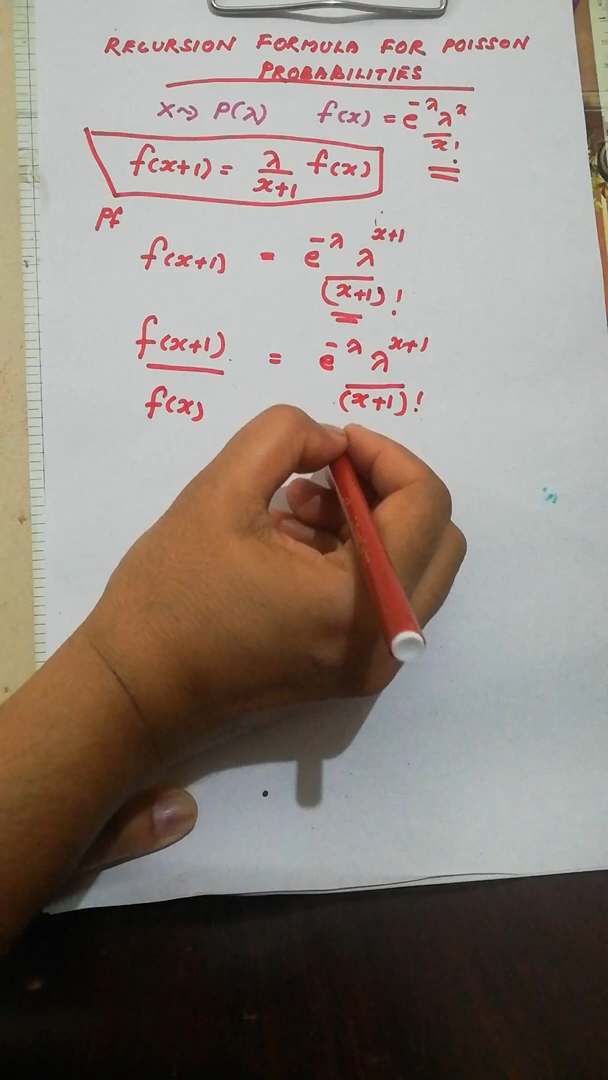 RECURSION FORMULA FOR POISSON
PROBABILITIES
X ~ P(λ) f(x) = e^-λ λ^x / x!
f(x+1) = λ / x+1 f(x)
Pf
f(x+1) = e^-λ λ^x+1 / (x+1)!
f(x+1) / f(x) = e^-λ λ^x+1 / (x+1)!